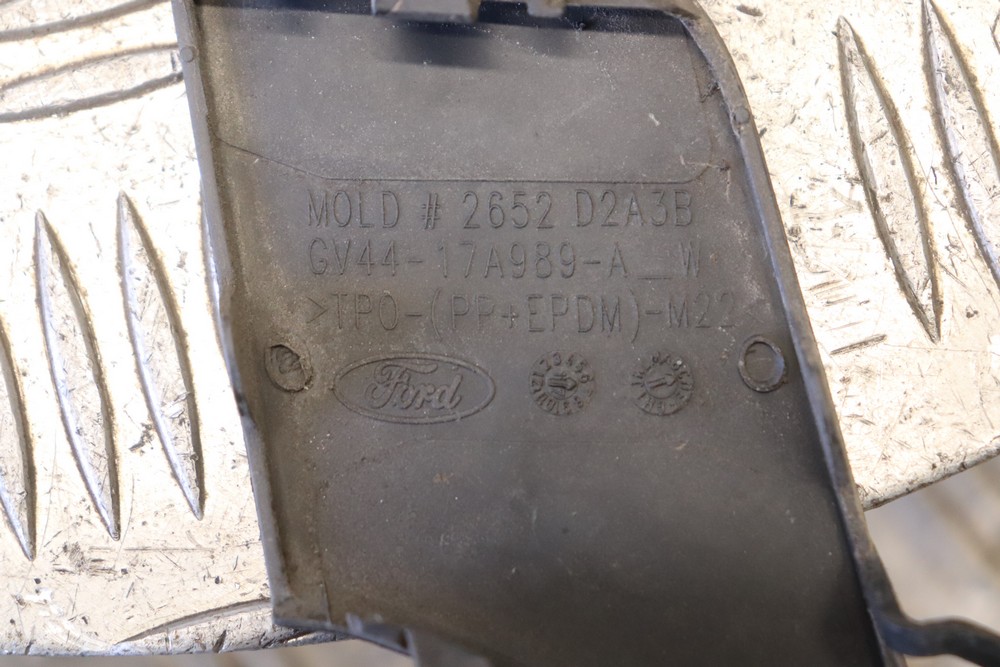 MOLD # 2652 D2A3B
GV44-17A989-A__W
>TPO-(PP+EPDM)-M22<
Ford